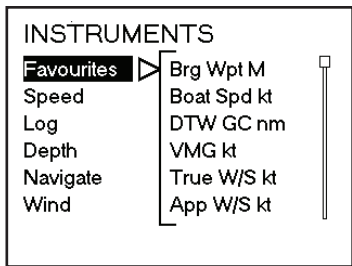 INSTRUMENTS
Favourites Brg Wpt M
Speed Boat Spd kt
Log DTW GC nm
Depth VMG kt
Navigate True W/S kt
Wind App W/S kt